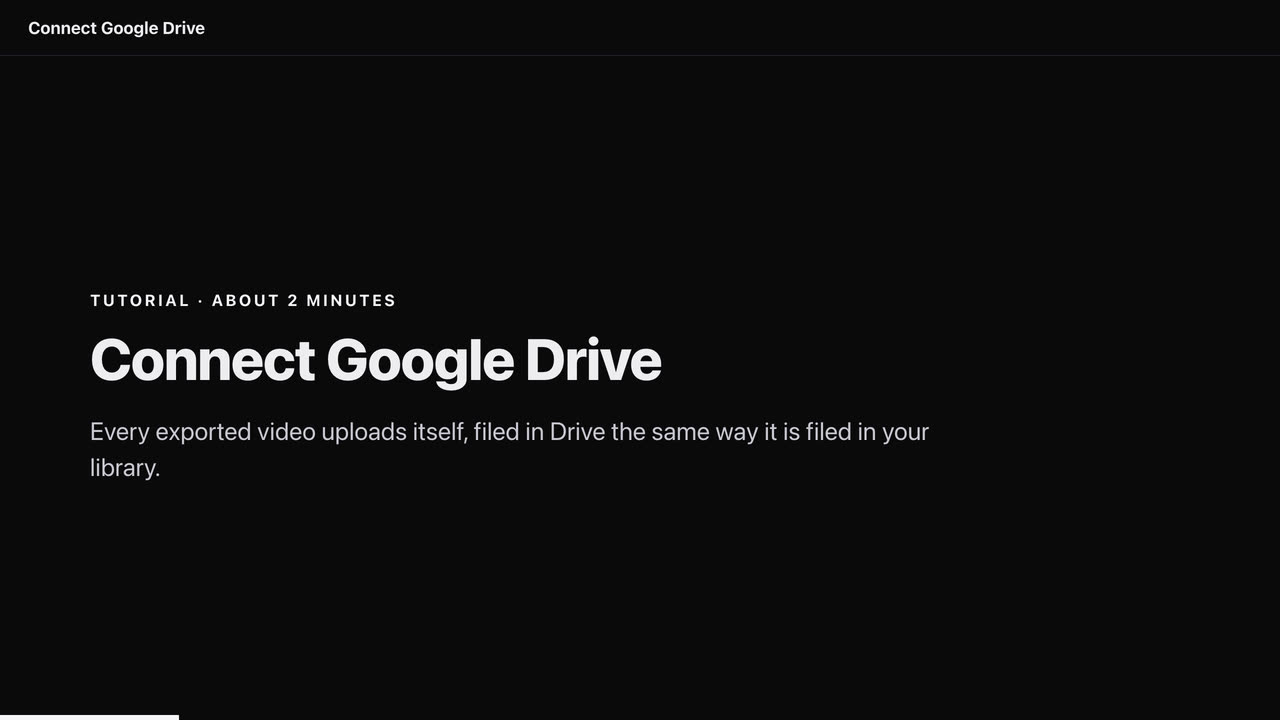 Connect Google Drive
TUTORIAL · ABOUT 2 MINUTES
Connect Google Drive
Every exported video uploads itself, filed in Drive the same way it is filed in your
library.